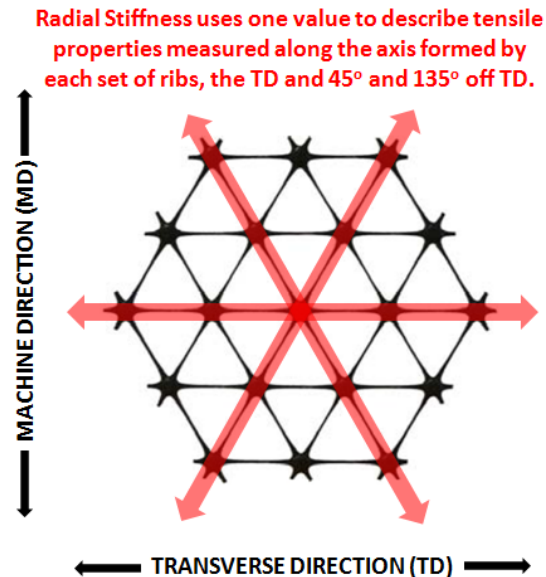 Radial Stiffness uses one value to describe tensile
properties measured along the axis formed by
each set of ribs, the TD and 45º and 135º off TD.
MACHINE DIRECTION (MD)
TRANSVERSE DIRECTION (TD)